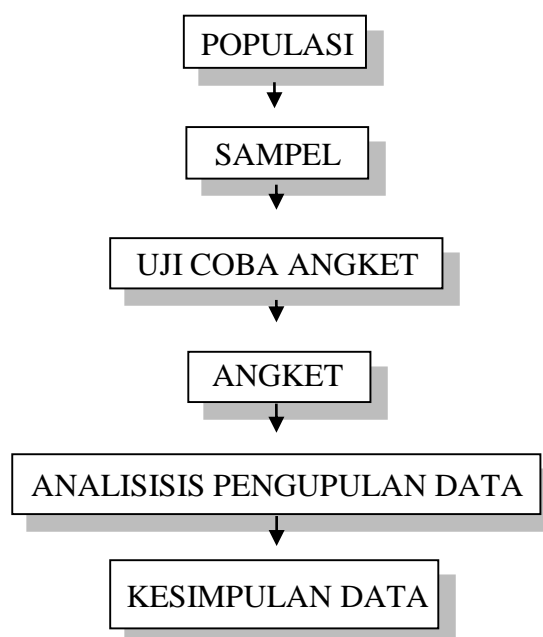 POPULASI
SAMPEL
UJI COBA ANGKET
ANGKET
ANALISISIS PENGUPULAN DATA
KESIMPULAN DATA